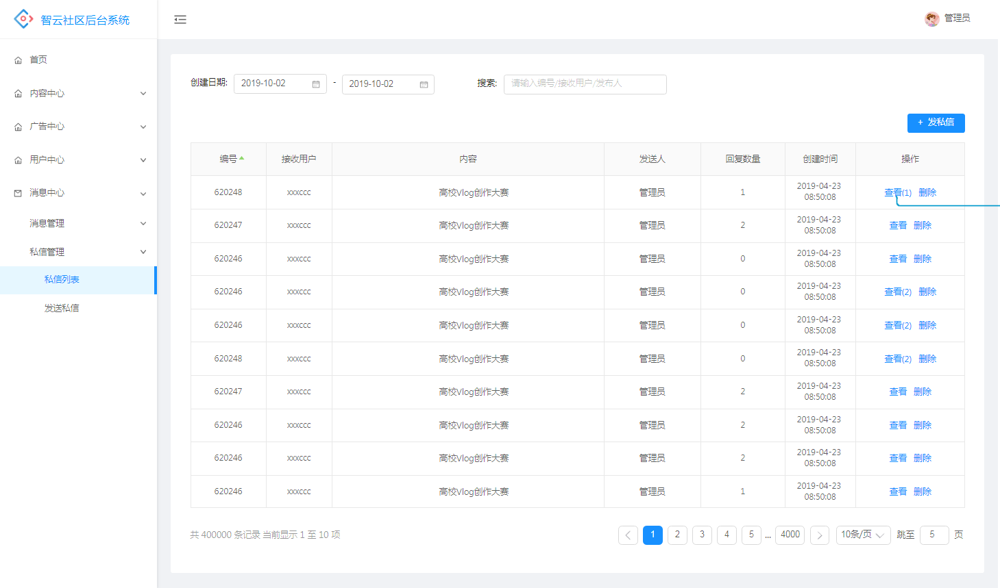 智云社区后台系统
管理员
首页
内容中心
广告中心
用户中心
消息中心
消息管理
私信管理
私信列表
发送私信
创建日期: 2019-10-02 - 2019-10-02 搜索: 请输入编号/接收用户/发布人
+ 发私信
编号 接收用户 内容 发送人 回复数量 创建时间 操作
620248 xxxccc 高校Vlog创作大赛 管理员 1 2019-04-23 08:50:08 查看(1) 删除
620247 xxxccc 高校Vlog创作大赛 管理员 2 2019-04-23 08:50:08 查看 删除
620246 xxxccc 高校Vlog创作大赛 管理员 0 2019-04-23 08:50:08 查看 删除
620246 xxxccc 高校Vlog创作大赛 管理员 0 2019-04-23 08:50:08 查看(2) 删除
620246 xxxccc 高校Vlog创作大赛 管理员 0 2019-04-23 08:50:08 查看(2) 删除
620248 xxxccc 高校Vlog创作大赛 管理员 0 2019-04-23 08:50:08 查看(2) 删除
620247 xxxccc 高校Vlog创作大赛 管理员 2 2019-04-23 08:50:08 查看 删除
620246 xxxccc 高校Vlog创作大赛 管理员 2 2019-04-23 08:50:08 查看 删除
620246 xxxccc 高校Vlog创作大赛 管理员 2 2019-04-23 08:50:08 查看 删除
620246 xxxccc 高校Vlog创作大赛 管理员 1 2019-04-23 08:50:08 查看 删除
共 400000 条记录 当前显示 1 至 10 项 1 2 3 4 5 ... 4000 10条/页 跳至 5 页